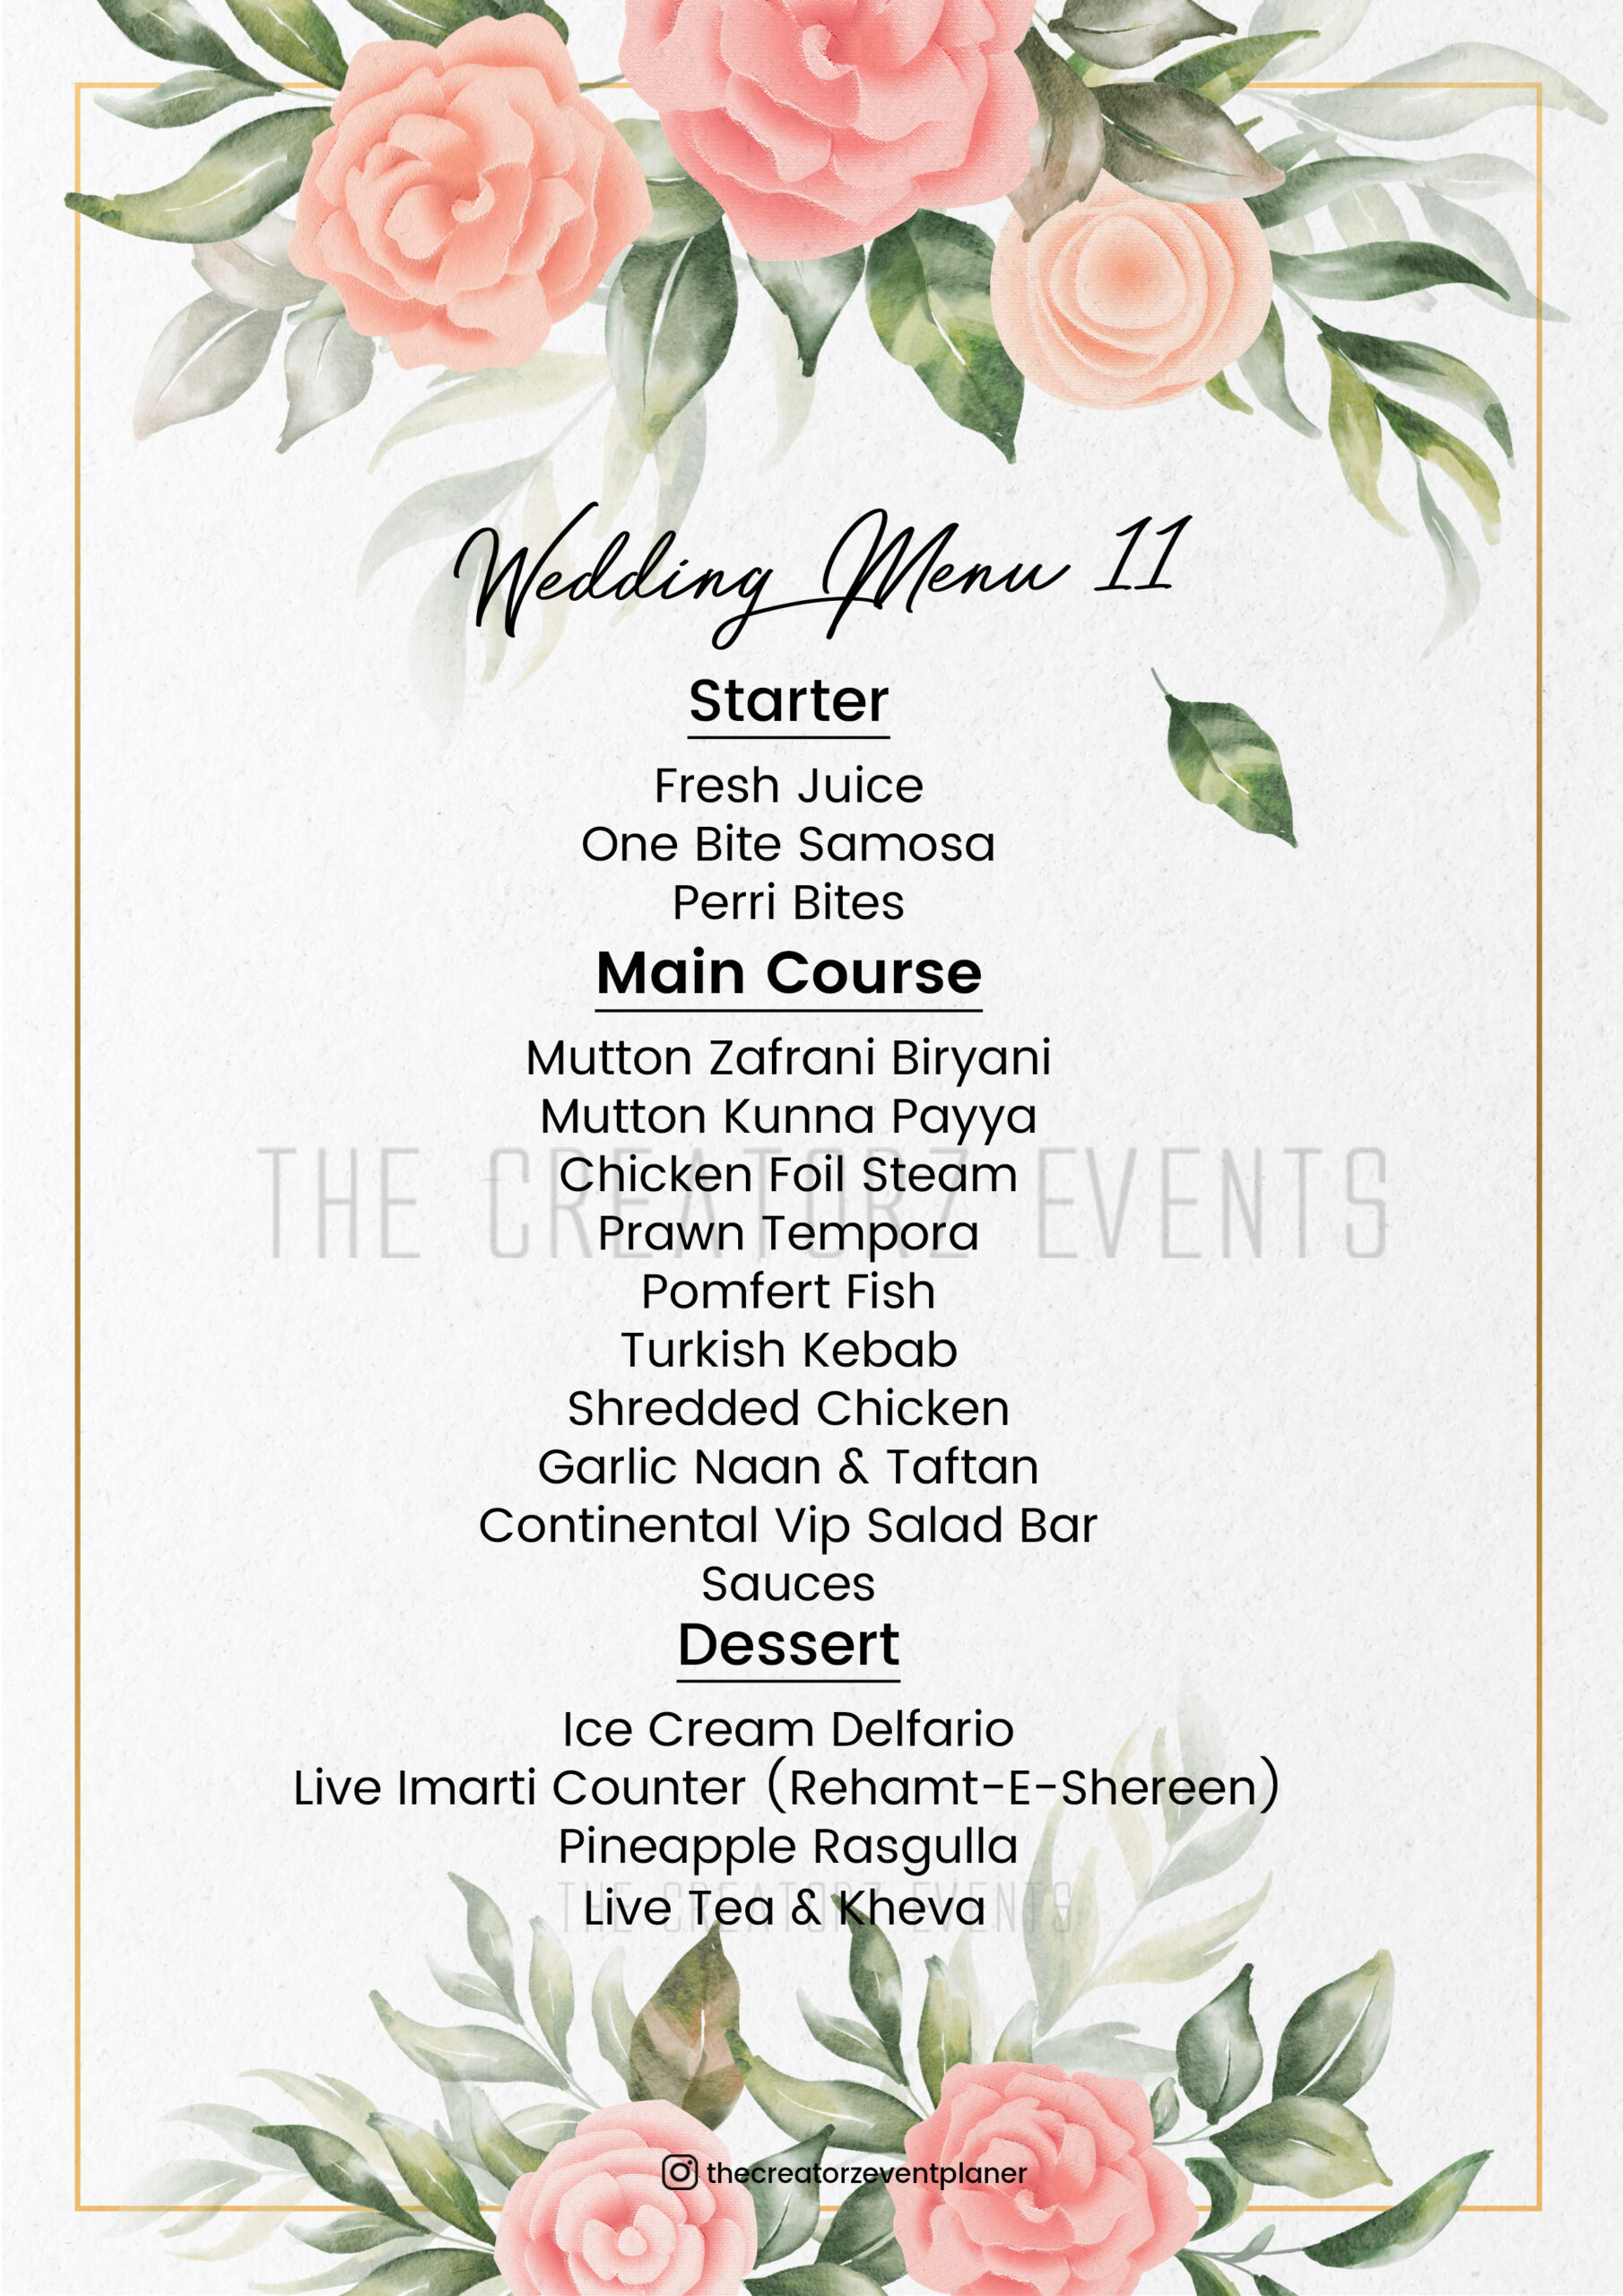 Wedding Menu 11
Starter
Fresh Juice
One Bite Samosa
Perri Bites
Main Course
Mutton Zafrani Biryani
Mutton Kunna Payya
Chicken Foil Steam
THE CREATORZ EVENTS
Prawn Tempora
Pomfert Fish
Turkish Kebab
Shredded Chicken
Garlic Naan & Taftan
Continental Vip Salad Bar
Sauces
Dessert
Ice Cream Delfario
Live Imarti Counter (Rehamt-E-Shereen)
Pineapple Rasgulla
Live Tea & Kheva
THE CREATORZ EVENTS
thecreatorzeventplaner